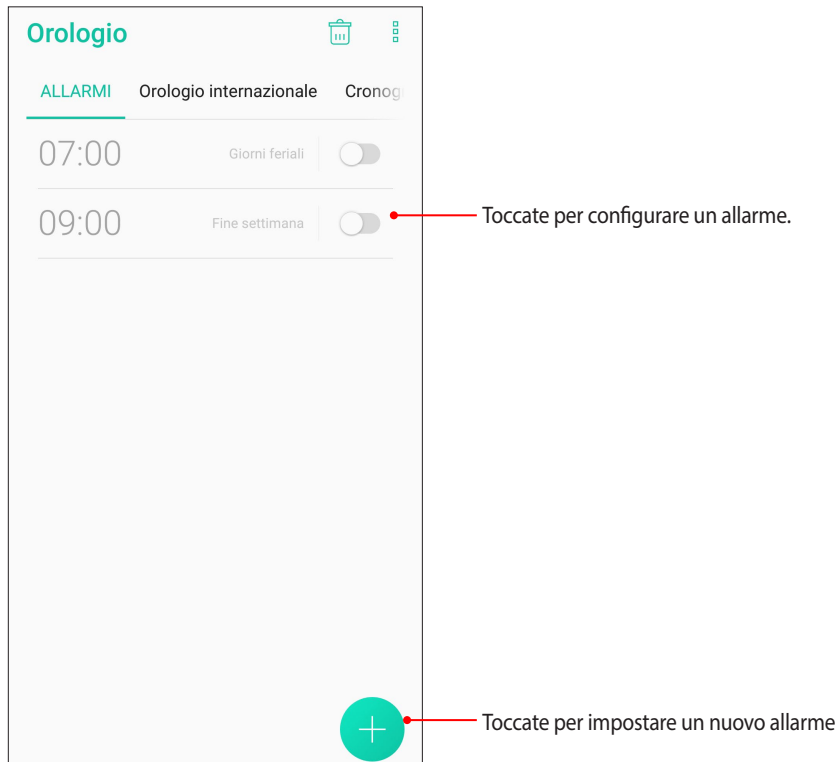 Orologio
ALLARMI Orologio internazionale Cronog
07:00 Giorni feriali
09:00 Fine settimana
Toccate per configurare un allarme.
Toccate per impostare un nuovo allarme